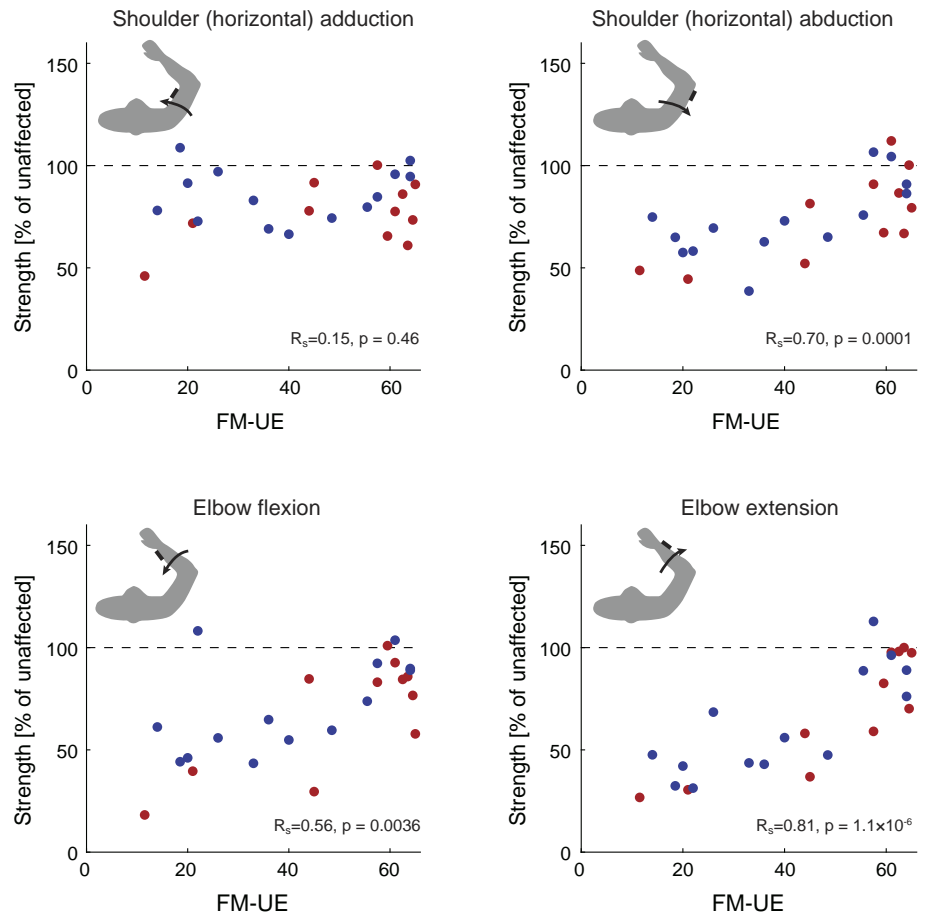 Shoulder (horizontal) adduction
Strength [% of unaffected]
150
100
50
0
R_s=0.15, p = 0.46
0 20 40 60
FM-UE
Shoulder (horizontal) abduction
Strength [% of unaffected]
150
100
50
0
R_s=0.70, p = 0.0001
0 20 40 60
FM-UE
Elbow flexion
Strength [% of unaffected]
150
100
50
0
R_s=0.56, p = 0.0036
0 20 40 60
FM-UE
Elbow extension
Strength [% of unaffected]
150
100
50
0
R_s=0.81, p = 1.1×10⁻⁶
0 20 40 60
FM-UE